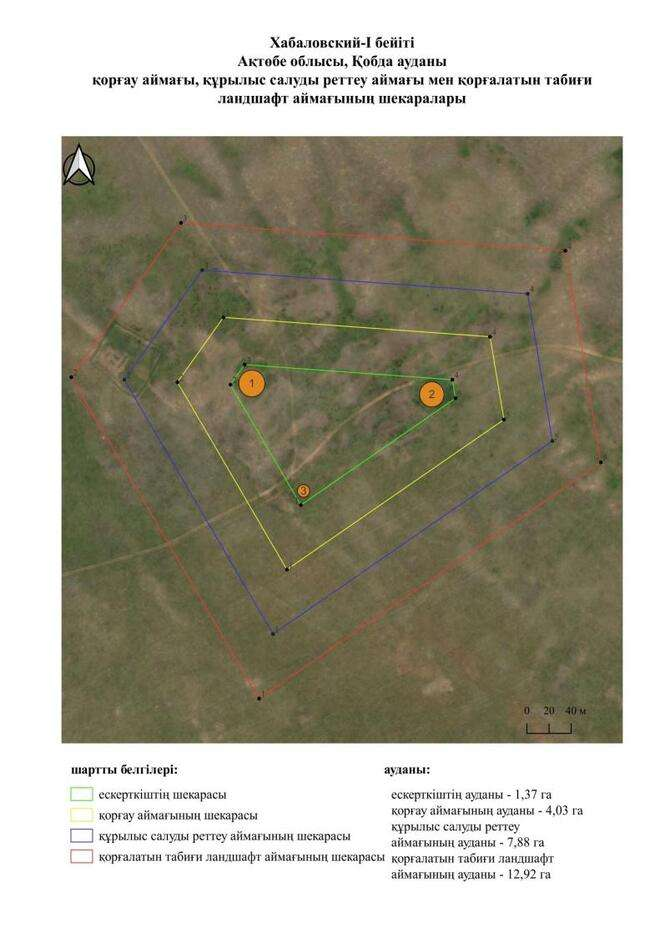 Хабаловский-I бейіті
Ақтөбе облысы, Қобда ауданы
қорғау аймағы, құрылыс салуды реттеу аймағы мен қорғалатын табиғи
ландшафт аймағының шекаралары
1
2
3
0 20 40 м
шартты белгілері:
ескерткіштің шекарасы
қорғау аймағының шекарасы
құрылыс салуды реттеу аймағының шекарасы
қорғалатын табиғи ландшафт аймағының шекарасы
ауданы:
ескерткіштің ауданы - 1,37 га
қорғау аймағының ауданы - 4,03 га
құрылыс салуды реттеу
аймағының ауданы - 7,88 га
қорғалатын табиғи ландшафт
аймағының ауданы - 12,92 га